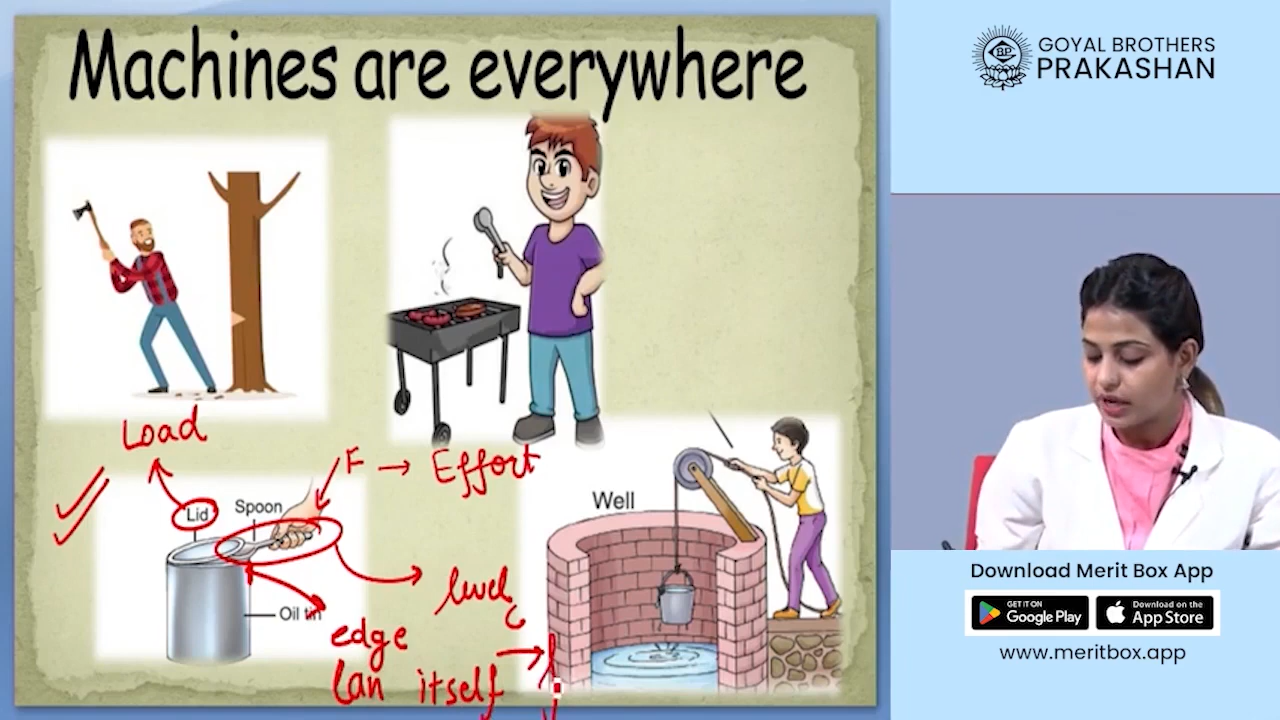 Machines are everywhere
GOYAL BROTHERS
PRAKASHAN
GBP
Load
F → Effort
Lid
Spoon
Well
Oil tin
edge
Can itself →
Download Merit Box App
GET IT ON
Google Play
Download on the
App Store
www.meritbox.app